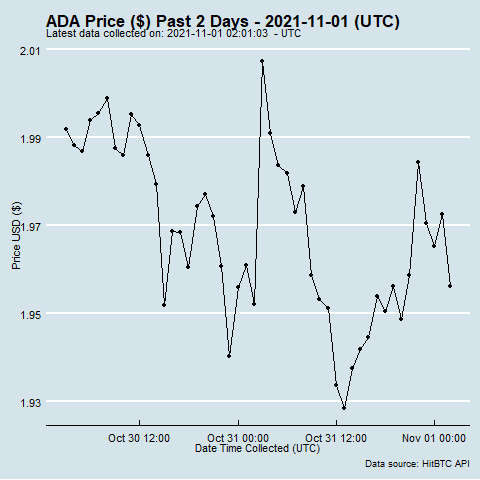 ADA Price ($) Past 2 Days - 2021-11-01 (UTC)
Latest data collected on: 2021-11-01 02:01:03 - UTC
2.01
1.99
1.97
1.95
1.93
Price USD ($)
Oct 30 12:00 Oct 31 00:00 Oct 31 12:00 Nov 01 00:00
Date Time Collected (UTC)
Data source: HitBTC API